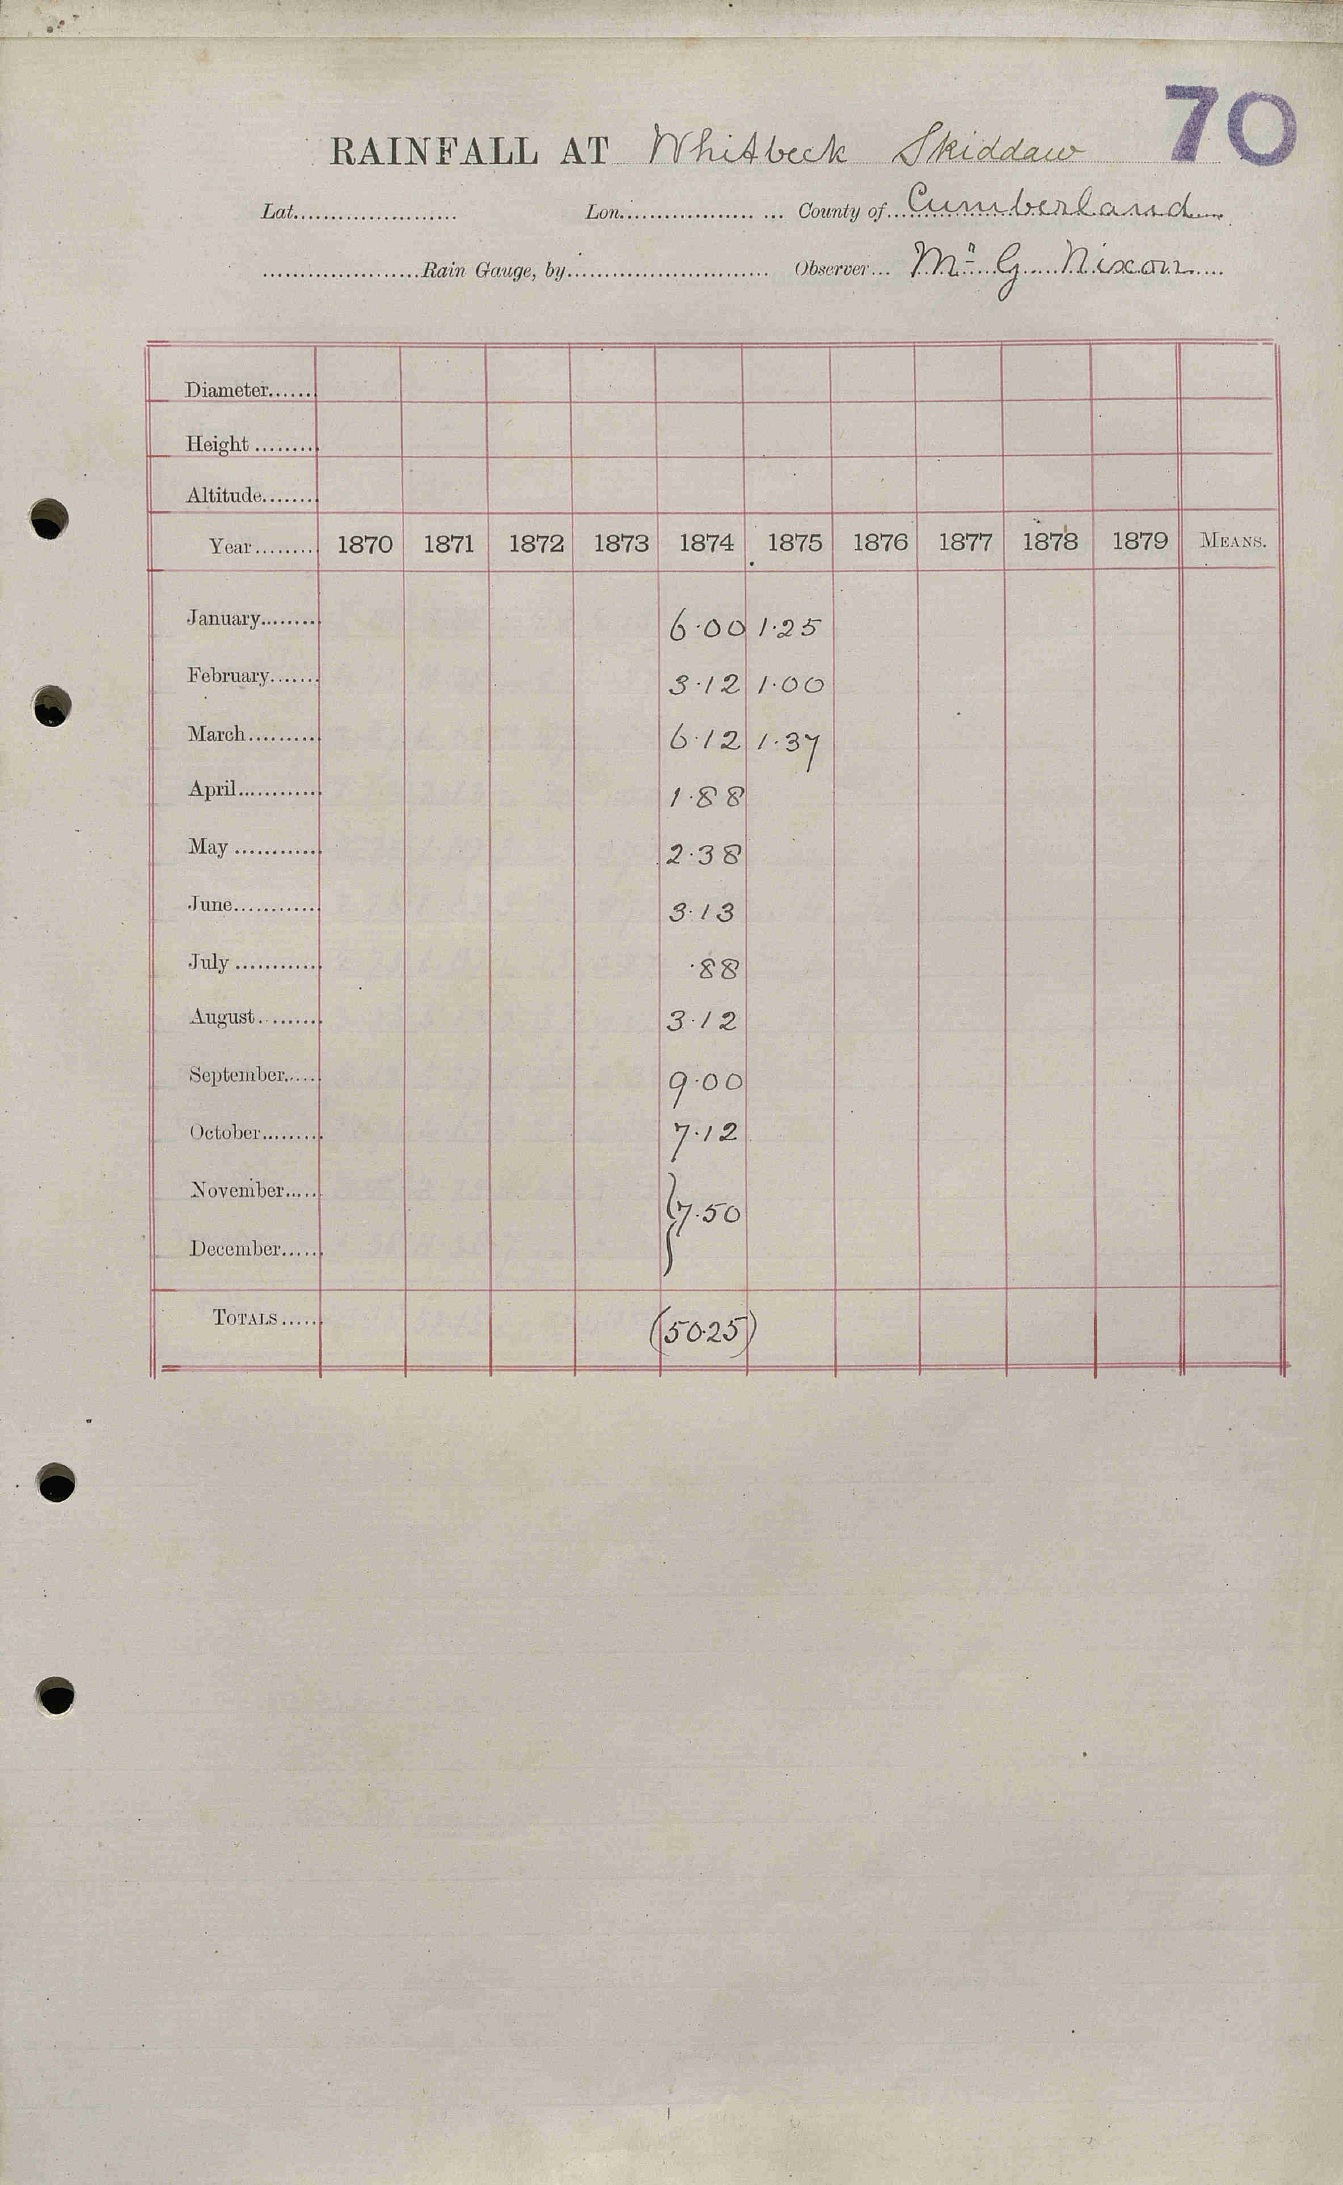 70
RAINFALL AT Whitbeck Skiddaw
Lat...................... Lon.................. ... County of...Cumberland
.....................Rain Gauge, by........................... Observer... Mr G Nixon
Diameter......
Height .........
Altitude........
Year........ 1870 1871 1872 1873 1874 1875 1876 1877 1878 1879 MEANS.
January........ 6.00 1.25
February....... 3.12 1.00
March.......... 6.12 1.37
April............ 1.88
May ............ 2.38
June............ 3.13
July ............ .88
August......... 3.12
September..... 9.00
October......... 7.12
November.....
} 7.50
December......
TOTALS...... (50.25)